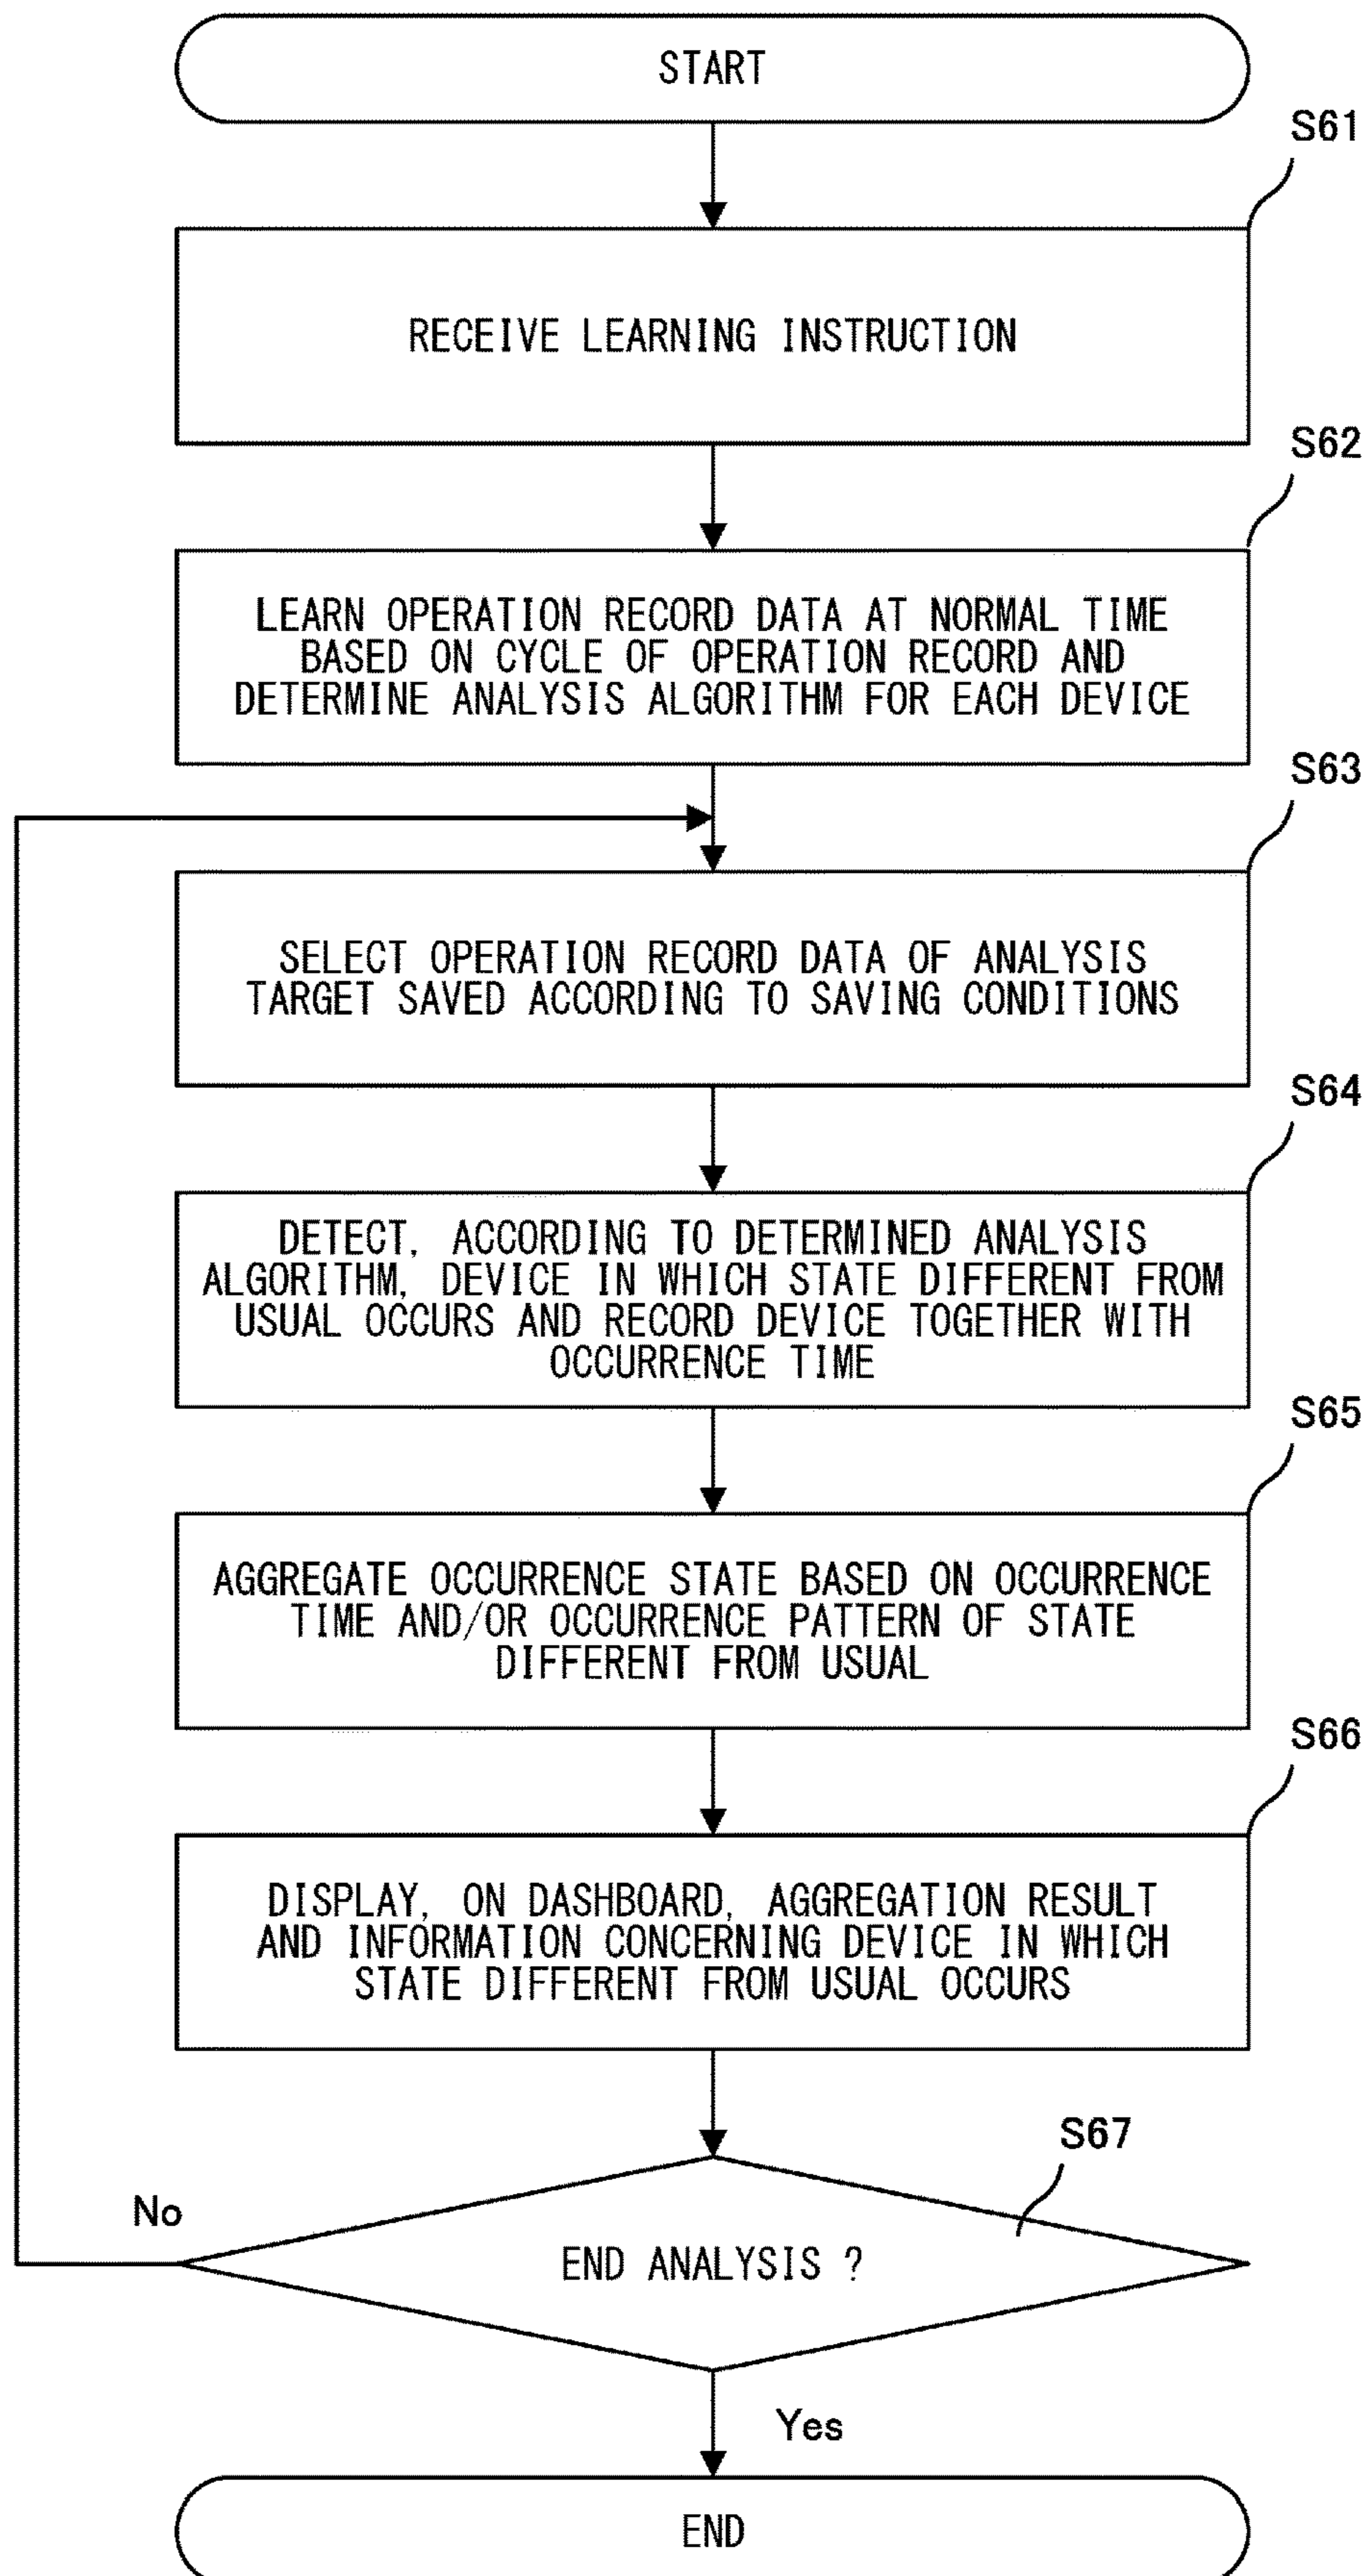 START
S61
RECEIVE LEARNING INSTRUCTION
S62
LEARN OPERATION RECORD DATA AT NORMAL TIME
BASED ON CYCLE OF OPERATION RECORD AND
DETERMINE ANALYSIS ALGORITHM FOR EACH DEVICE
S63
SELECT OPERATION RECORD DATA OF ANALYSIS
TARGET SAVED ACCORDING TO SAVING CONDITIONS
S64
DETECT, ACCORDING TO DETERMINED ANALYSIS
ALGORITHM, DEVICE IN WHICH STATE DIFFERENT FROM
USUAL OCCURS AND RECORD DEVICE TOGETHER WITH
OCCURRENCE TIME
S65
AGGREGATE OCCURRENCE STATE BASED ON OCCURRENCE
TIME AND/OR OCCURRENCE PATTERN OF STATE
DIFFERENT FROM USUAL
S66
DISPLAY, ON DASHBOARD, AGGREGATION RESULT
AND INFORMATION CONCERNING DEVICE IN WHICH
STATE DIFFERENT FROM USUAL OCCURS
S67
No
END ANALYSIS ?
Yes
END